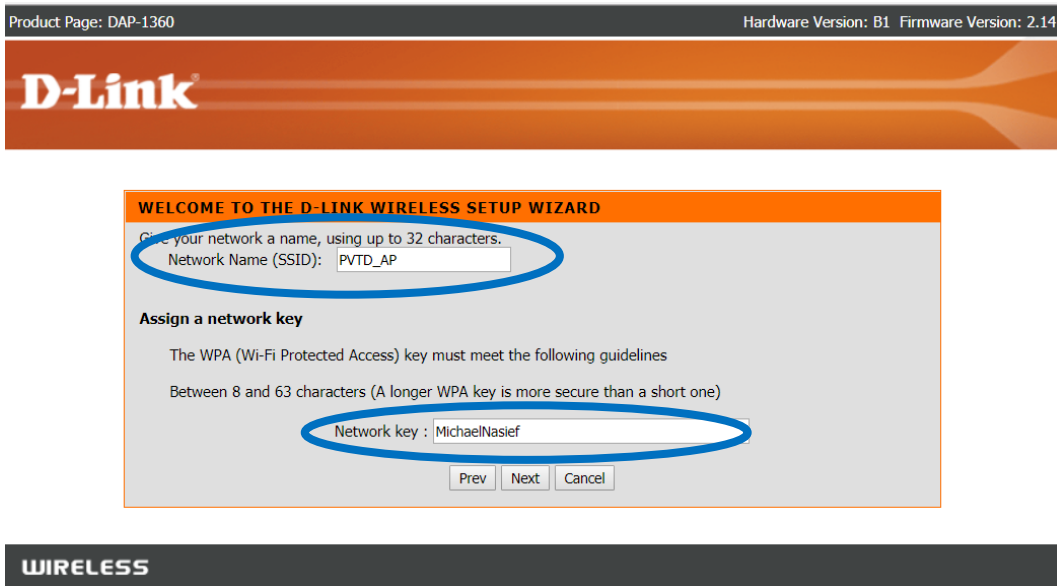 Product Page: DAP-1360 Hardware Version: B1 Firmware Version: 2.14
D-Link®
WELCOME TO THE D-LINK WIRELESS SETUP WIZARD
Give your network a name, using up to 32 characters.
Network Name (SSID): PVTD_AP
Assign a network key
The WPA (Wi-Fi Protected Access) key must meet the following guidelines
Between 8 and 63 characters (A longer WPA key is more secure than a short one)
Network key : MichaelNasief
Prev Next Cancel
WIRELESS